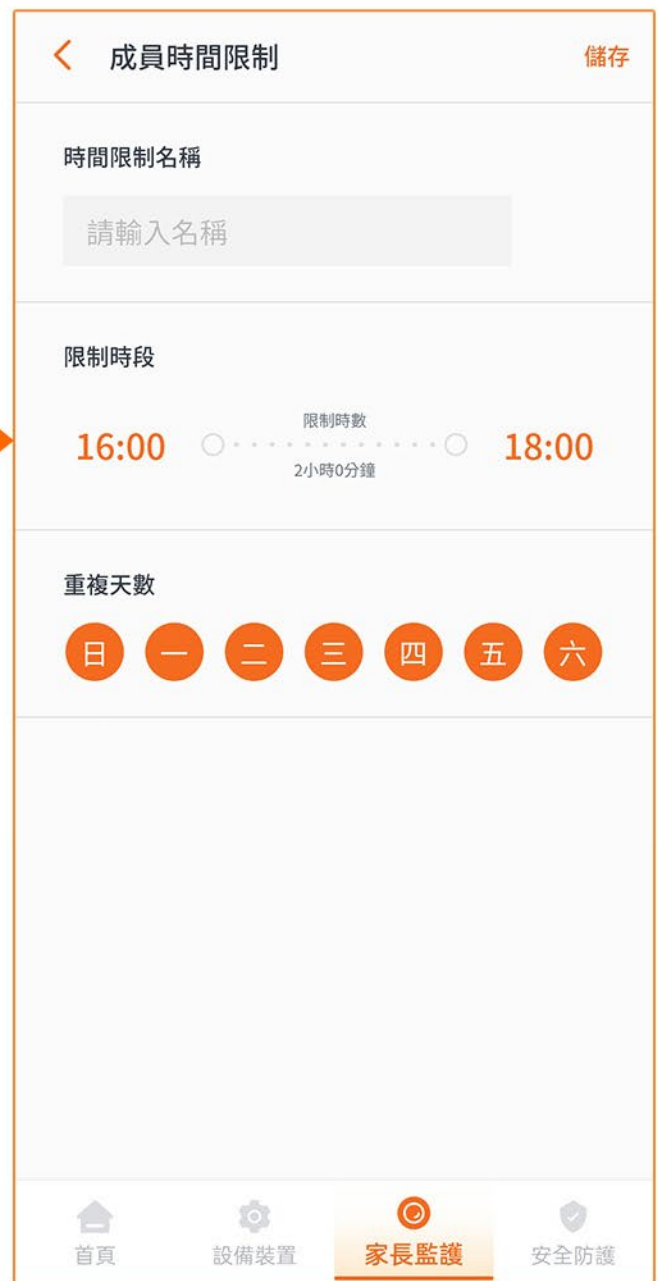 成員時間限制 儲存
時間限制名稱
請輸入名稱
限制時段
限制時數
16:00 18:00
2小時0分鐘
重複天數
日 一 二 三 四 五 六
首頁 設備裝置 家長監護 安全防護